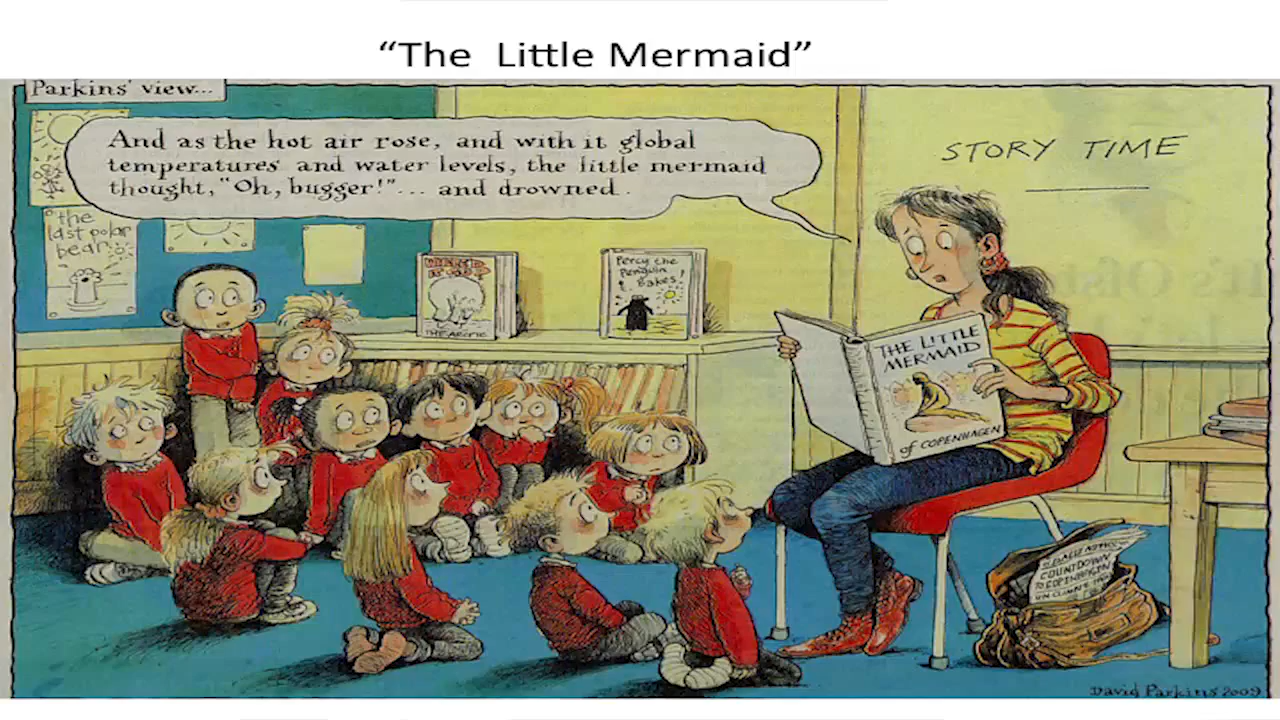 “The Little Mermaid”
Parkins' view...
And as the hot air rose, and with it global
temperatures and water levels, the little mermaid
thought, "Oh, bugger!"... and drowned.
STORY TIME
the
last polar
bear
THE ARCTIC
Percy the
Penguin
Bakes!
THE LITTLE
MERMAID
of COPENHAGEN
COUNTDOWN
TO COPENHAGEN
David Parkins 2009